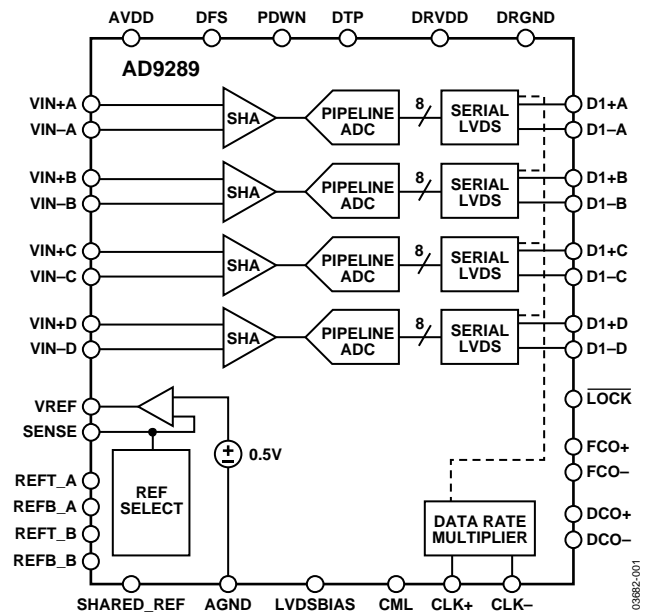 AVDD DFS PDWN DTP DRVDD DRGND
AD9289
VIN+A
VIN–A
SHA
PIPELINE
ADC
8
SERIAL
LVDS
D1+A
D1–A
VIN+B
VIN–B
SHA
PIPELINE
ADC
8
SERIAL
LVDS
D1+B
D1–B
VIN+C
VIN–C
SHA
PIPELINE
ADC
8
SERIAL
LVDS
D1+C
D1–C
VIN+D
VIN–D
SHA
PIPELINE
ADC
8
SERIAL
LVDS
D1+D
D1–D
VREF
SENSE
REFT_A
REFB_A
REFT_B
REFB_B
REF
SELECT
+
–
0.5V
DATA RATE
MULTIPLIER
LOCK
FCO+
FCO–
DCO+
DCO–
SHARED_REF AGND LVDSBIAS CML CLK+ CLK–
03682-001